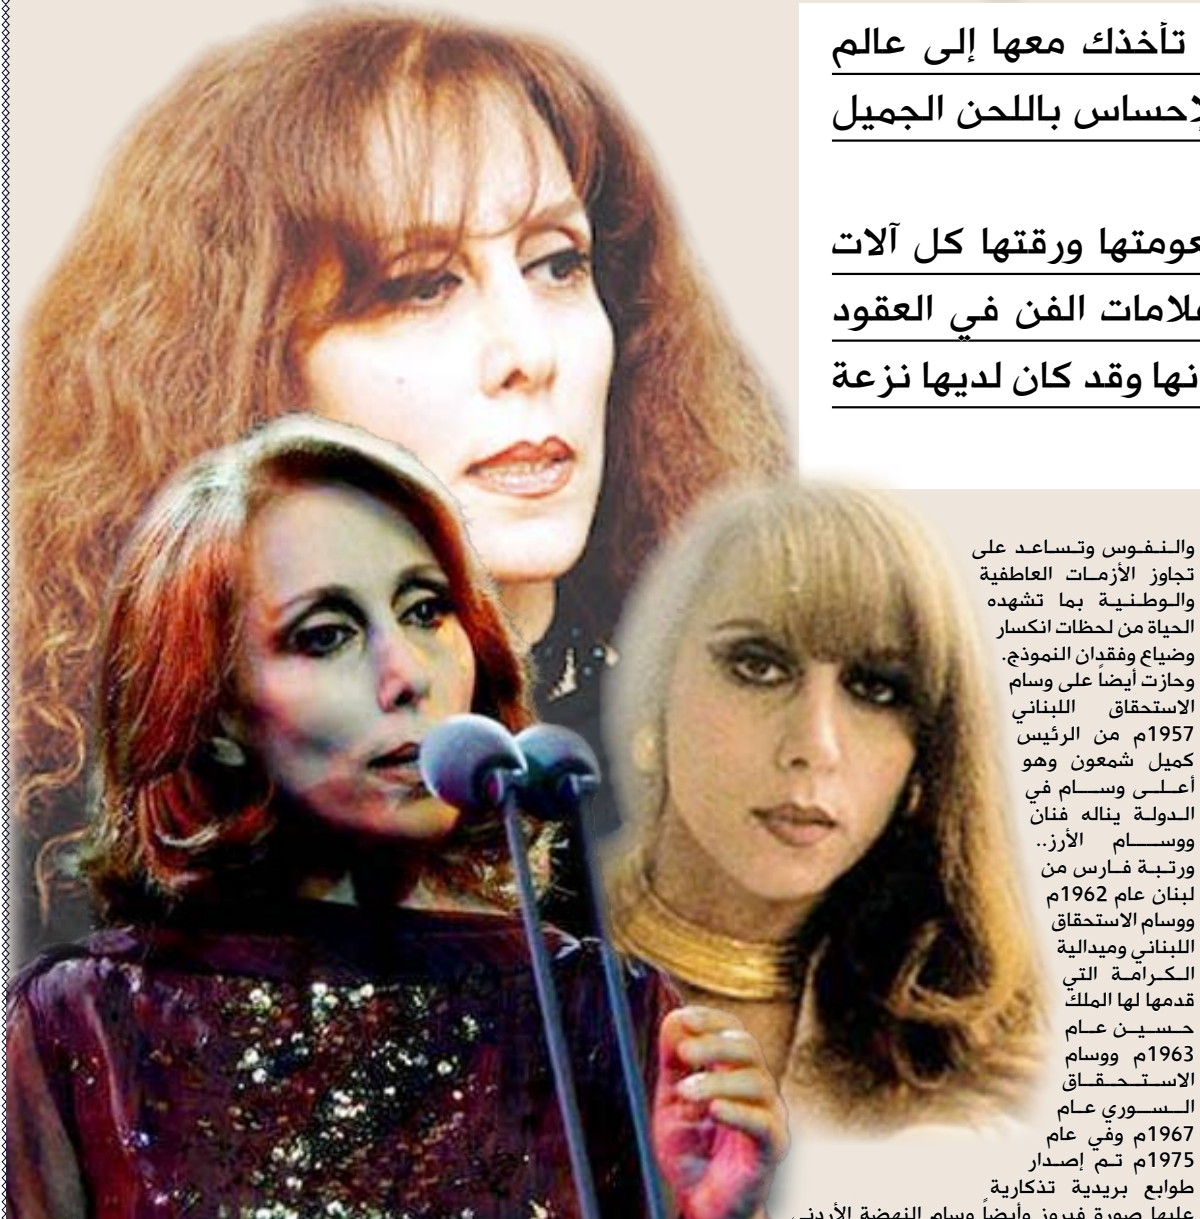 تأخذك معها إلى عالم
لإحساس باللحن الجميل
عومتها ورقتها كل آلات
علامات الفن في العقود
نها وقد كان لديها نزعة
والنفوس وتساعد على
تجاوز الأزمات العاطفية
والوطنية بما تشهده
الحياة من لحظات انكسار
وضياع وفقدان النموذج.
وحازت أيضاً على وسام
الاستحقاق اللبناني
1957م من الرئيس
كميل شمعون وهو
أعلى وسام في
الدولة يناله فنان
ووسام الأرز..
ورتبة فارس من
لبنان عام 1962م
ووسام الاستحقاق
اللبناني وميدالية
الكرامة التي
قدمها لها الملك
حسين عام
1963م ووسام
الاستحقاق
السوري عام
1967م وفي عام
1975م تم إصدار
طوابع بريدية تذكارية
عليها صورة فيروز وأيضاً وسام النهضة الأردني